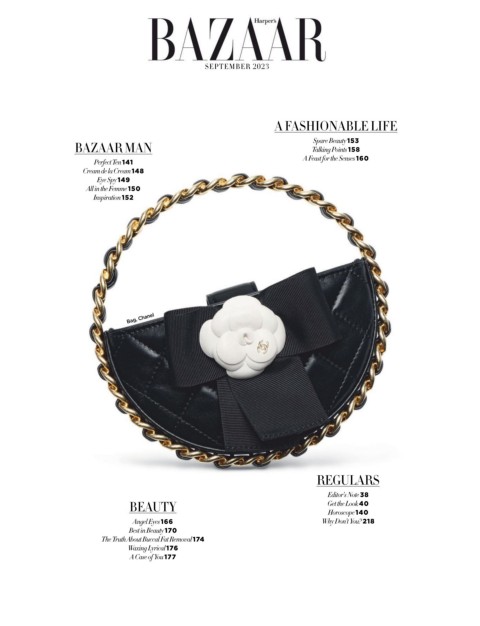 Harper's
BAZAAR
SEPTEMBER 2023
A FASHIONABLE LIFE
Space Beauty 153
Talking Points 158
A Feast for the Senses 160
BAZAAR MAN
Perfect Ten 141
Cream de la Cream 148
Eye Spy 149
All in the Femme 150
Inspiration 152
Bag, Chanel
REGULARS
Editor's Note 38
Get the Look 40
Horoscope 140
Why Don't You? 218
BEAUTY
Angel Eyes 166
Best in Beauty 170
The Truth About Buccal Fat Removal 174
Waxing Lyrical 176
A Case of You 177